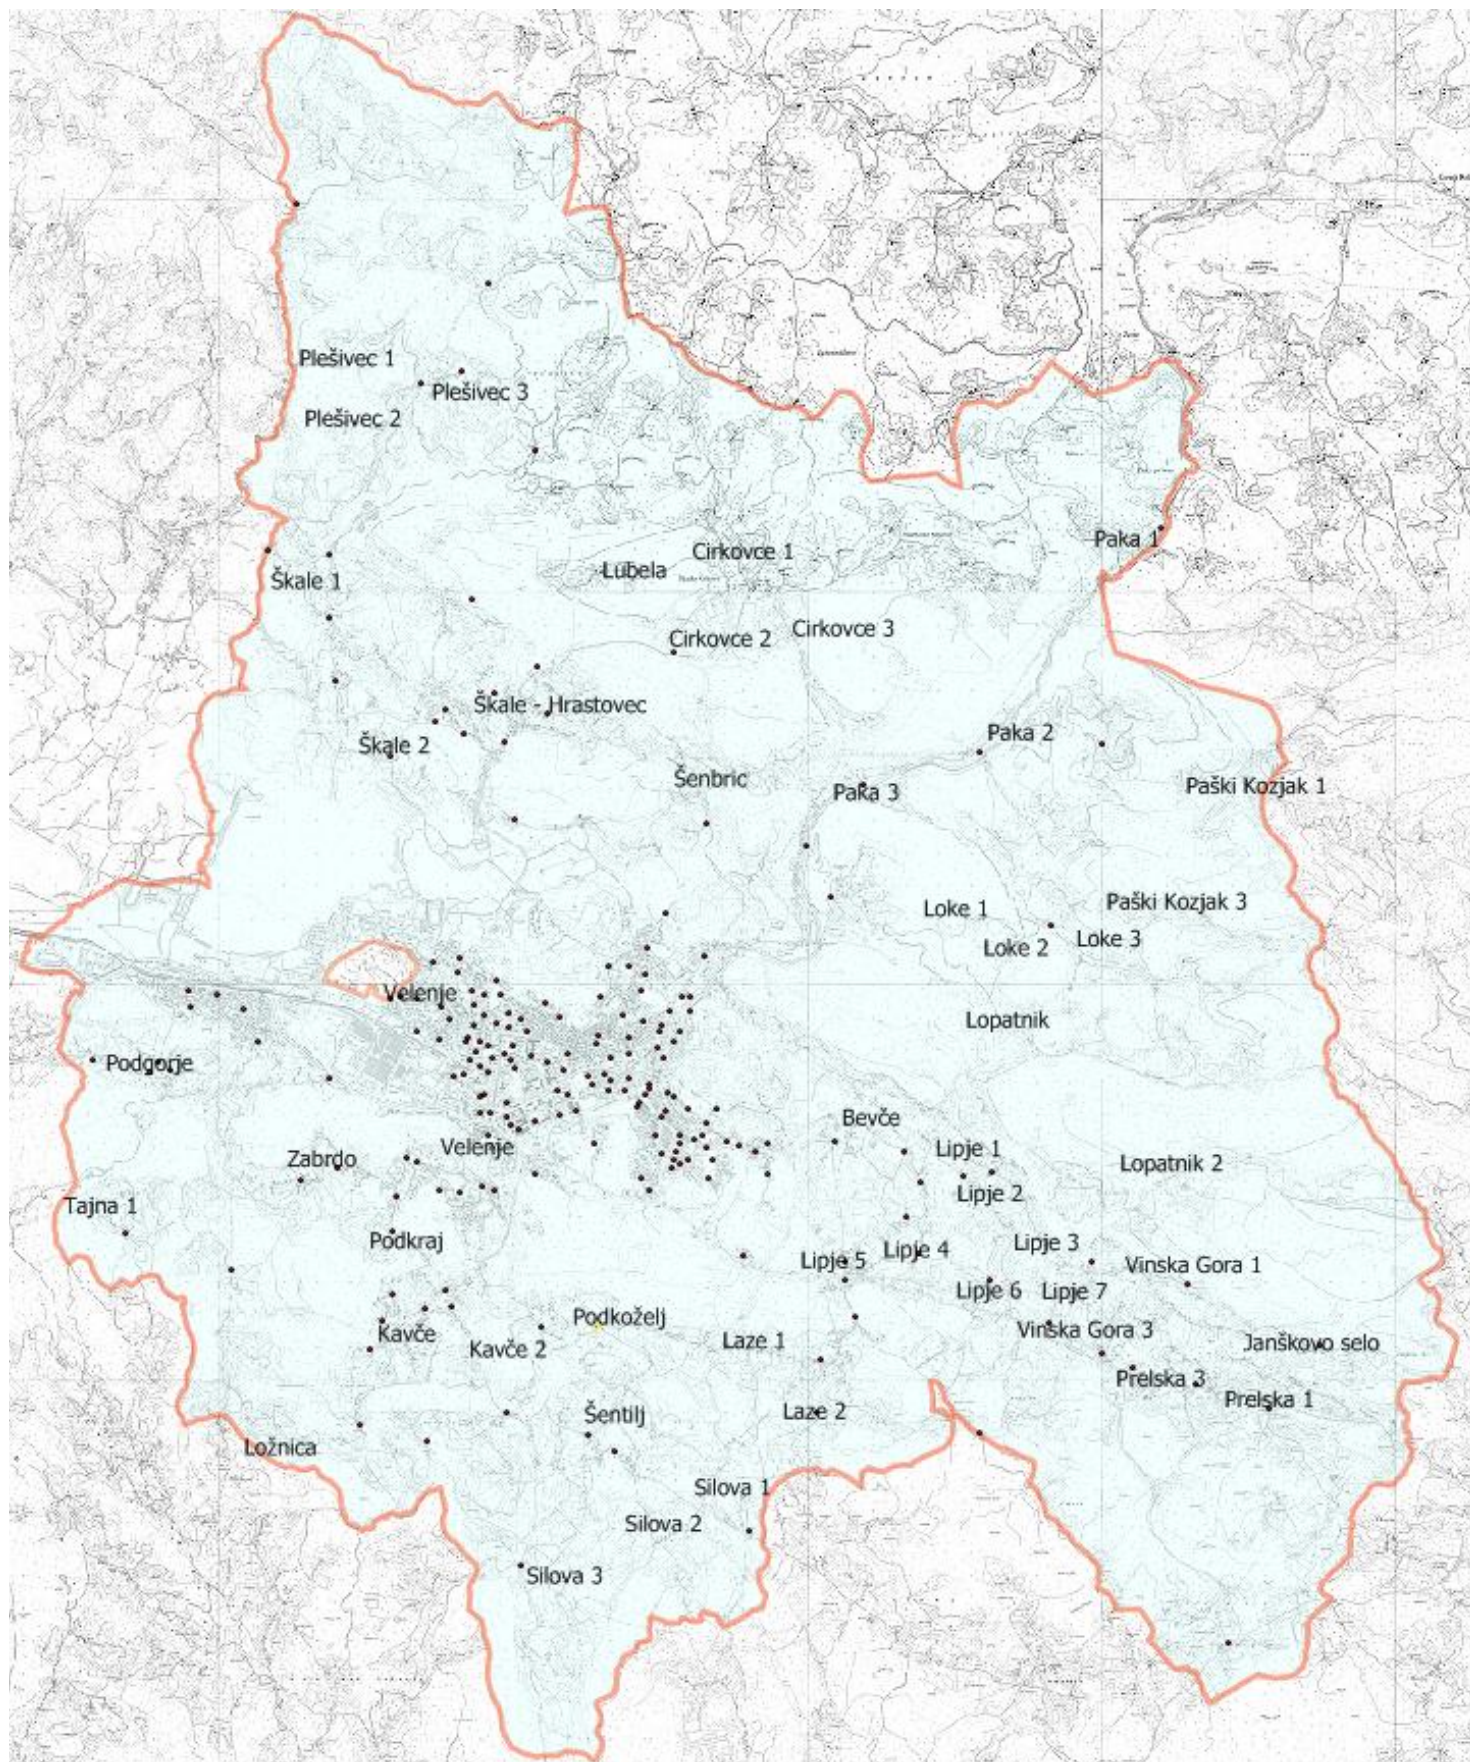 Plešivec 1
Plešivec 3
Plešivec 2
Paka 1
Cirkovce 1
Lubela
Škale 1
Cirkovce 3
Cirkovce 2
Škale - Hrastovec
Paka 2
Škale 2
Šenbric
Paški Kozjak 1
Paka 3
Paški Kozjak 3
Loke 1
Loke 3
Loke 2
Velenje
Lopatnik
Podgorje
Bevče
Velenje
Lipje 1
Zabrdo
Lopatnik 2
Lipje 2
Tajna 1
Podkraj
Lipje 3
Lipje 4
Lipje 5
Vinska Gora 1
Lipje 6
Lipje 7
Podkoželj
Vinska Gora 3
Kavče
Laze 1
Janškovo selo
Kavče 2
Prelska 3
Prelska 1
Laze 2
Šentilj
Ložnica
Silova 1
Silova 2
Silova 3